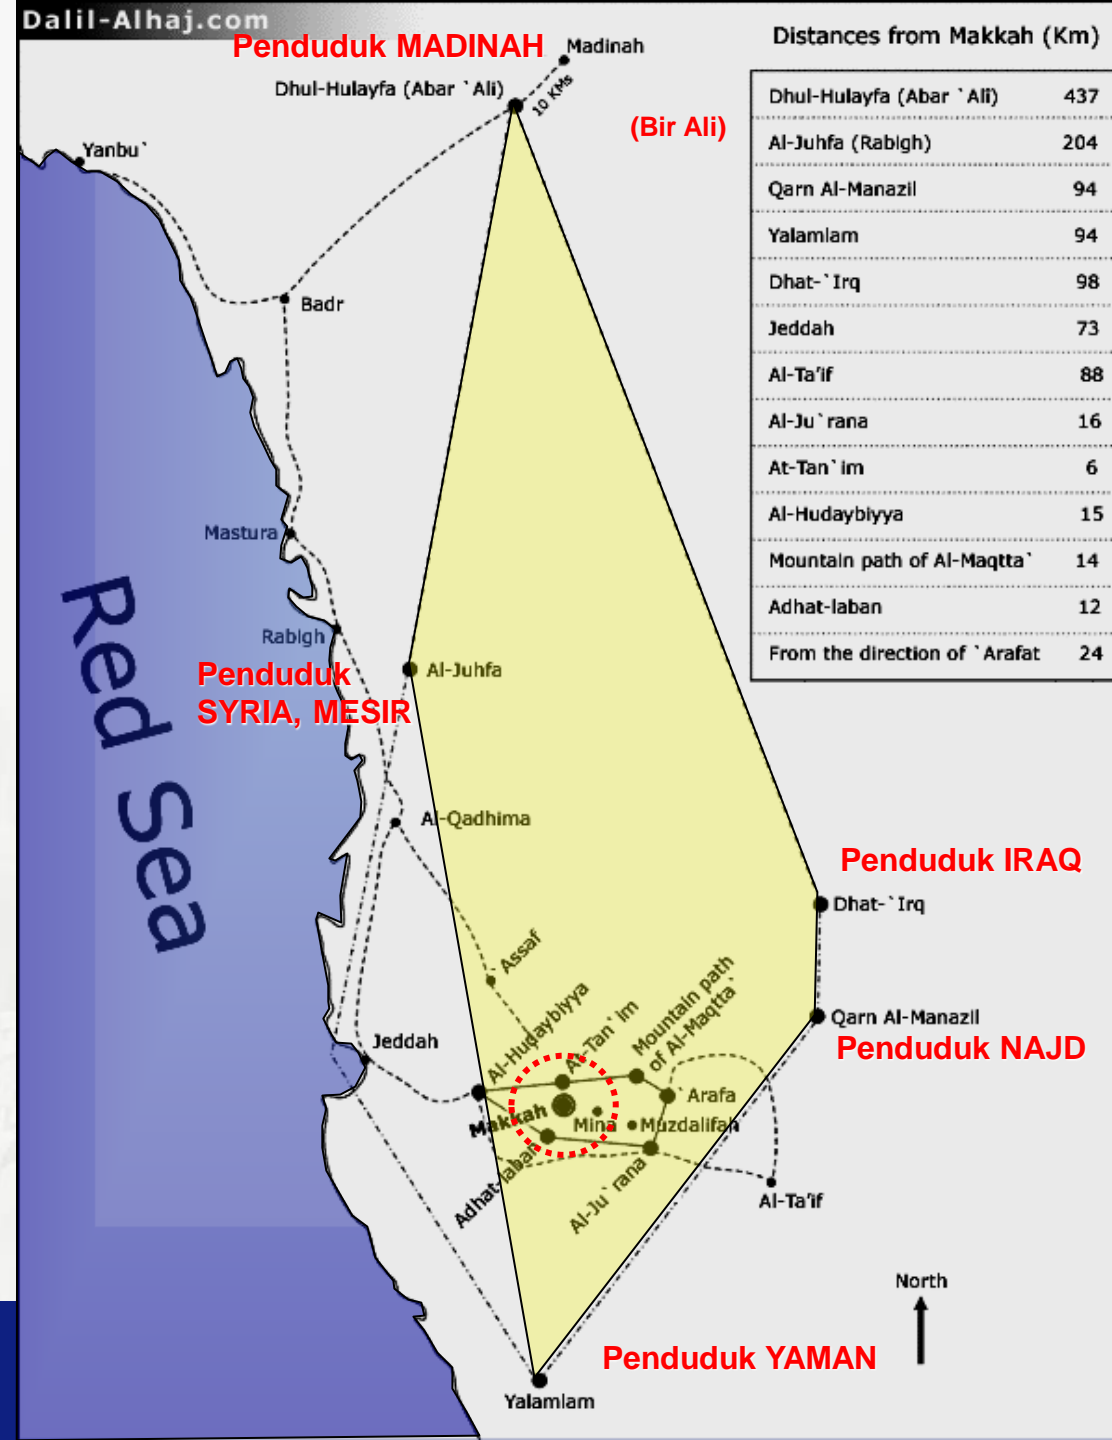 Dalil-Alhaj.com
Penduduk MADINAH
Madinah
Dhul-Hulayfa (Abar `Ali)
10 KMs
(Bir Ali)
Yanbu`
Badr
Mastura
Rabigh
Penduduk
SYRIA, MESIR
Al-Juhfa
Red Sea
Al-Qadhima
Penduduk IRAQ
Dhat-`Irq
`Assaf
Mountain path
of Al-Maqtta`
Al-Hudaybiyya
At-Tan`im
Qarn Al-Manazil
Penduduk NAJD
Jeddah
`Arafa
Makkah
Mina
Muzdalifah
Adhat-laban
Al-Ju`rana
Al-Ta'if
North
Penduduk YAMAN
Yalamlam
Distances from Makkah (Km)
Dhul-Hulayfa (Abar `Ali) 437
Al-Juhfa (Rabigh) 204
Qarn Al-Manazil 94
Yalamlam 94
Dhat-`Irq 98
Jeddah 73
Al-Ta'if 88
Al-Ju`rana 16
At-Tan`im 6
Al-Hudaybiyya 15
Mountain path of Al-Maqtta` 14
Adhat-laban 12
From the direction of `Arafat 24